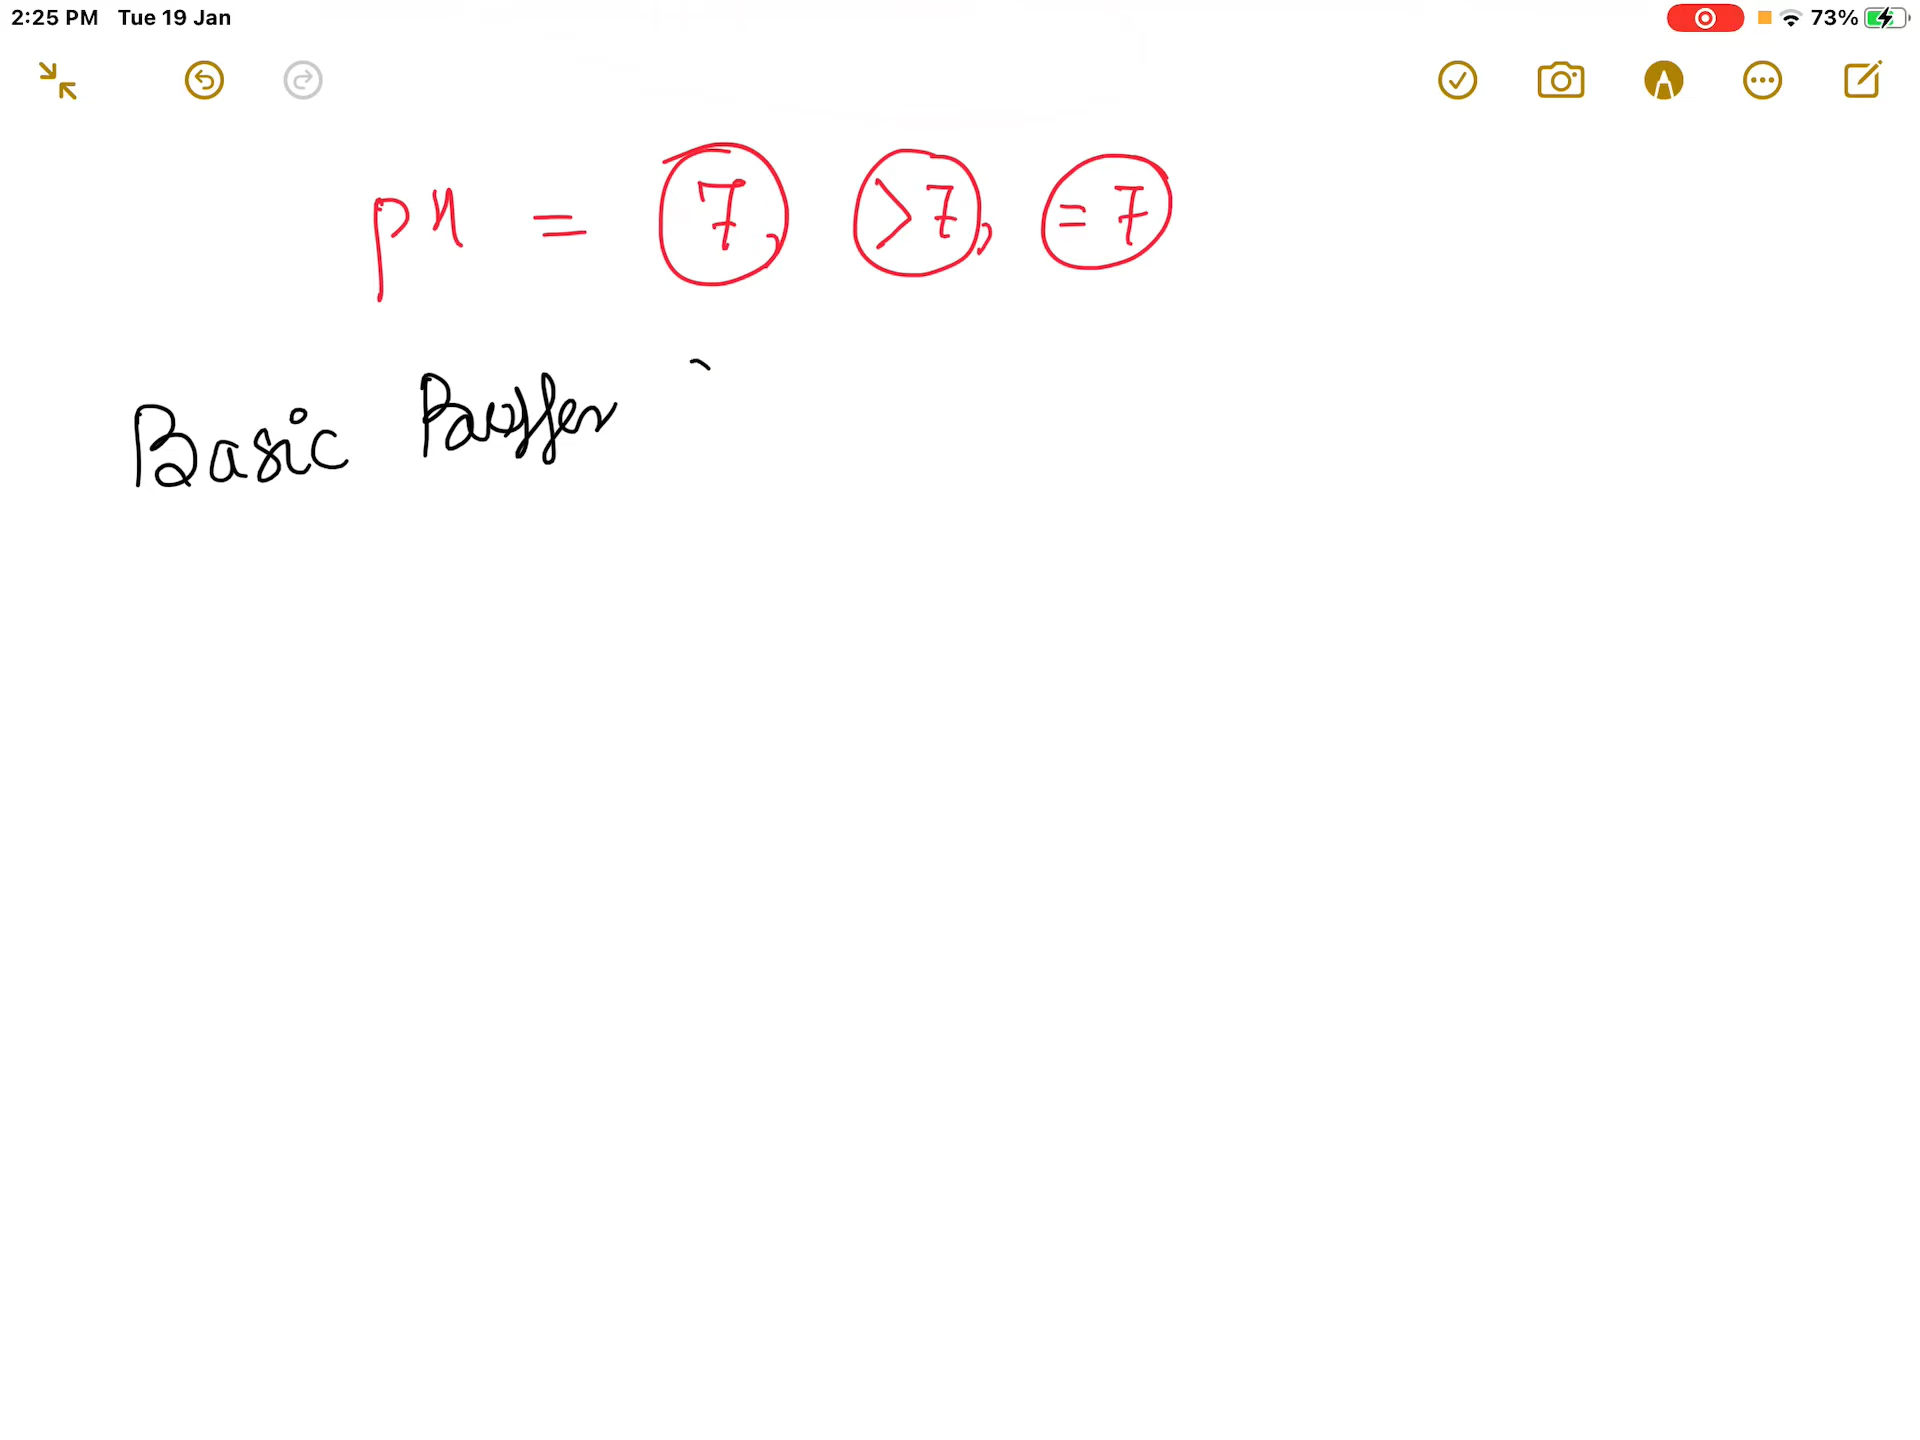 2:25 PM Tue 19 Jan 73%
pH = 7, >7, = 7
Basic Buffer